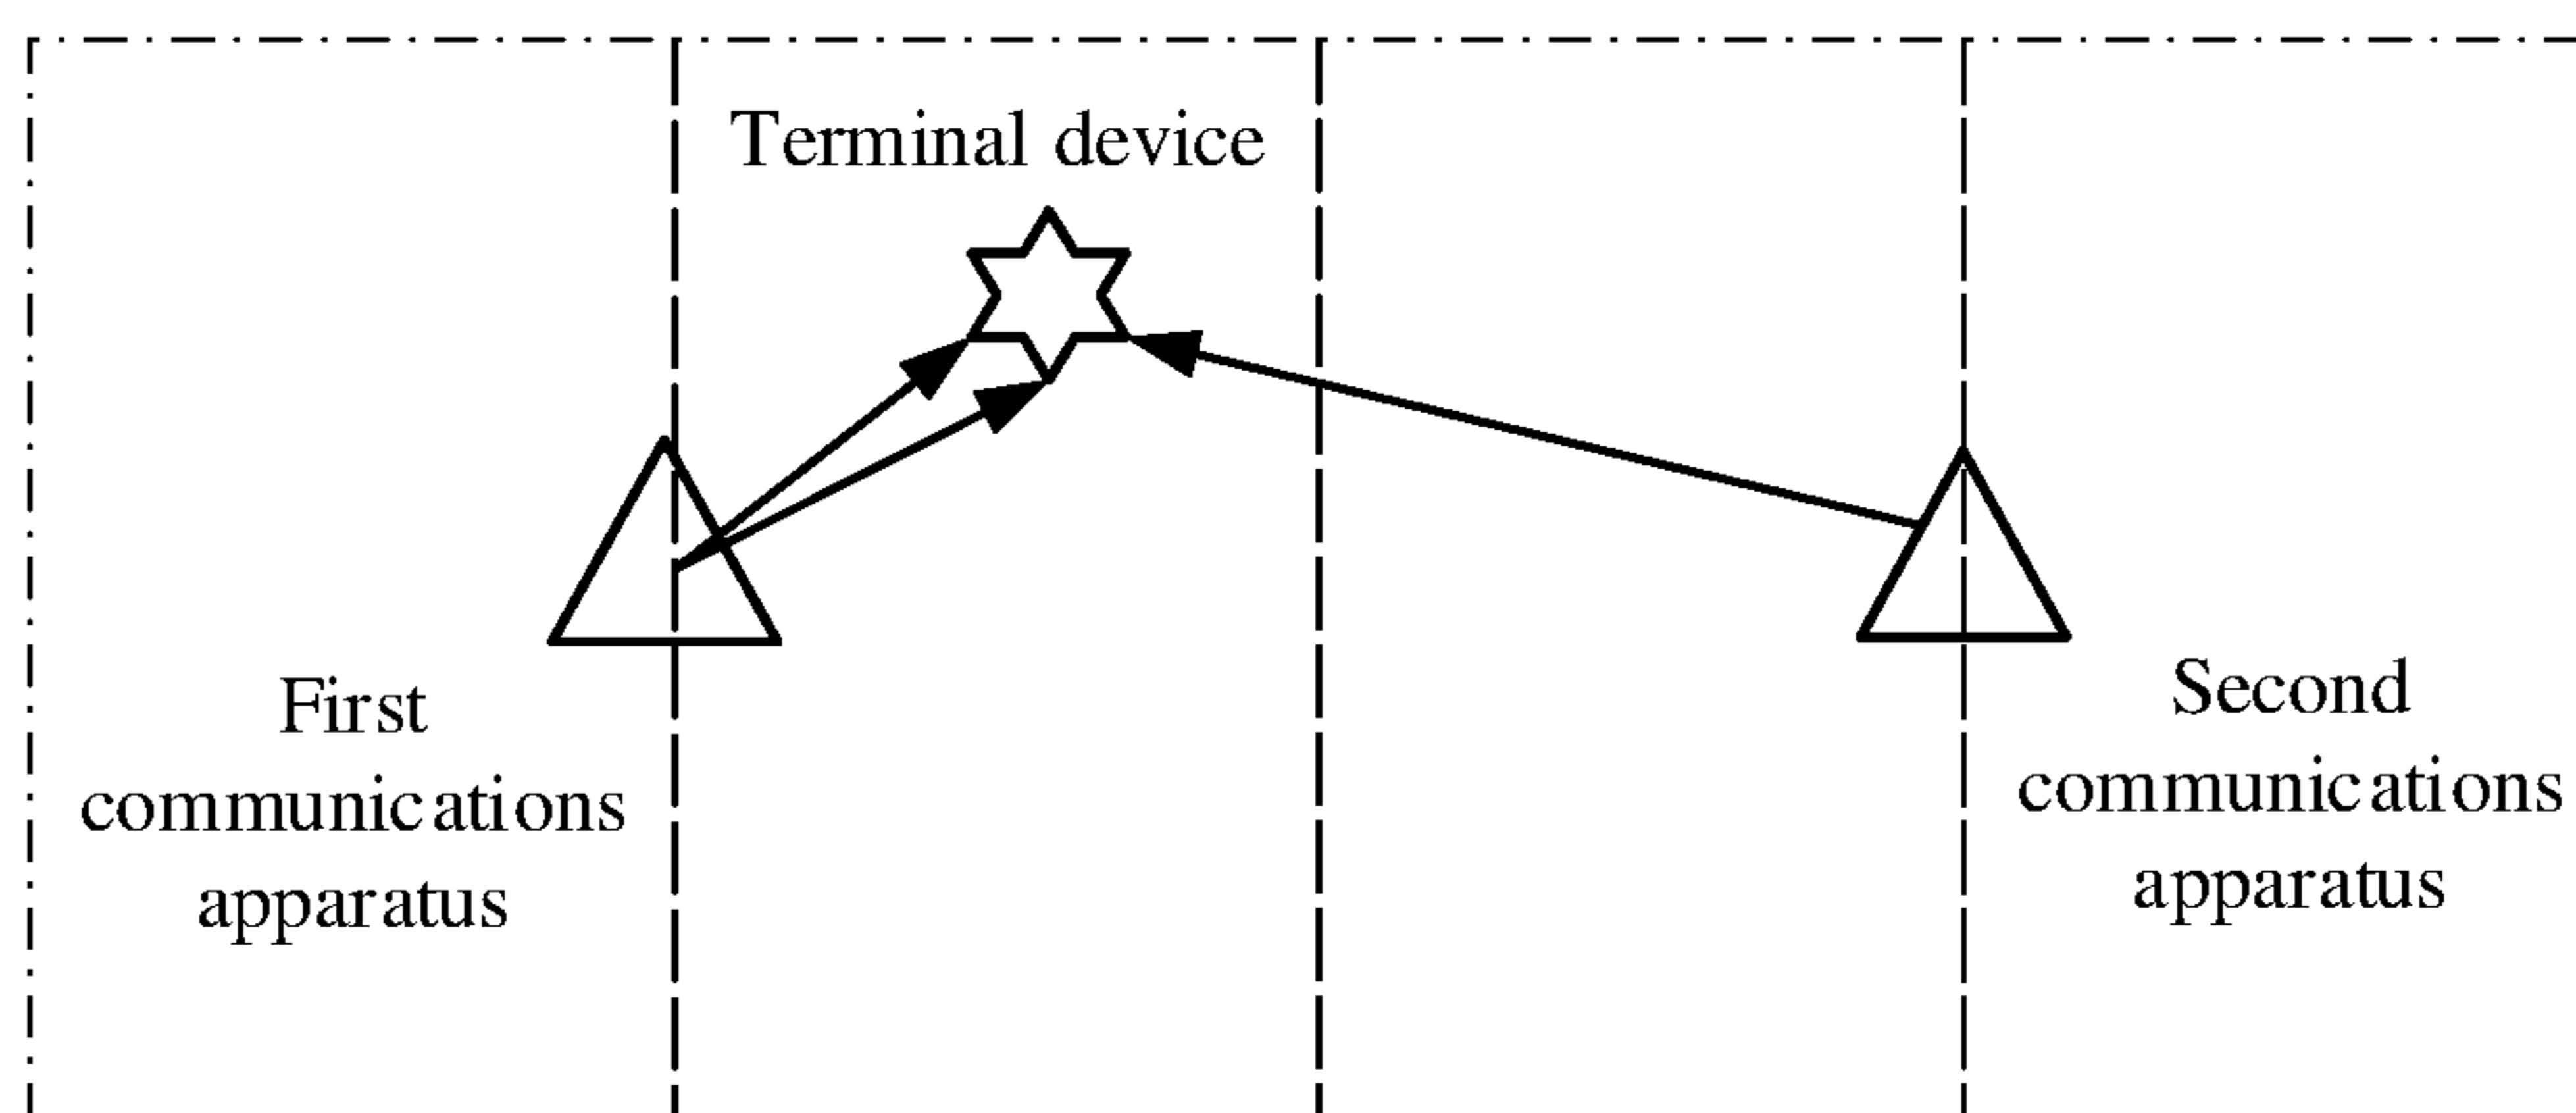 Terminal device
First
communications
apparatus
Second
communications
apparatus